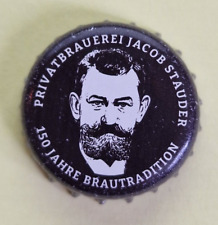 PRIVATBRAUEREI JACOB STAUDER
150 JAHRE BRAUTRADITION